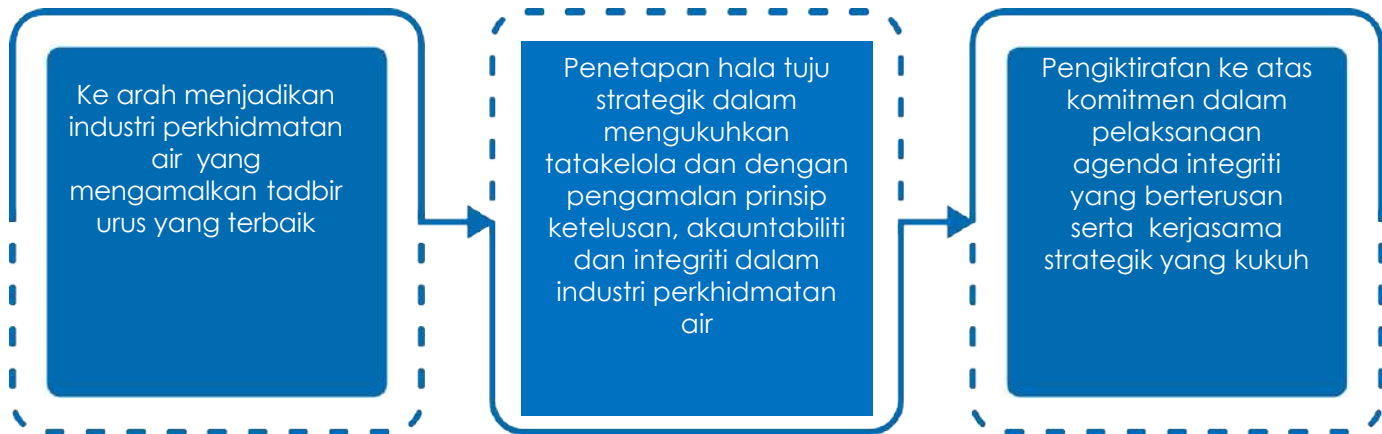 Ke arah menjadikan
industri perkhidmatan
air yang
mengamalkan tadbir
urus yang terbaik
Penetapan hala tuju
strategik dalam
mengukuhkan
tatakelola dan dengan
pengamalan prinsip
ketelusan, akauntabiliti
dan integriti dalam
industri perkhidmatan
air
Pengiktirafan ke atas
komitmen dalam
pelaksanaan
agenda integriti
yang berterusan
serta kerjasama
strategik yang kukuh